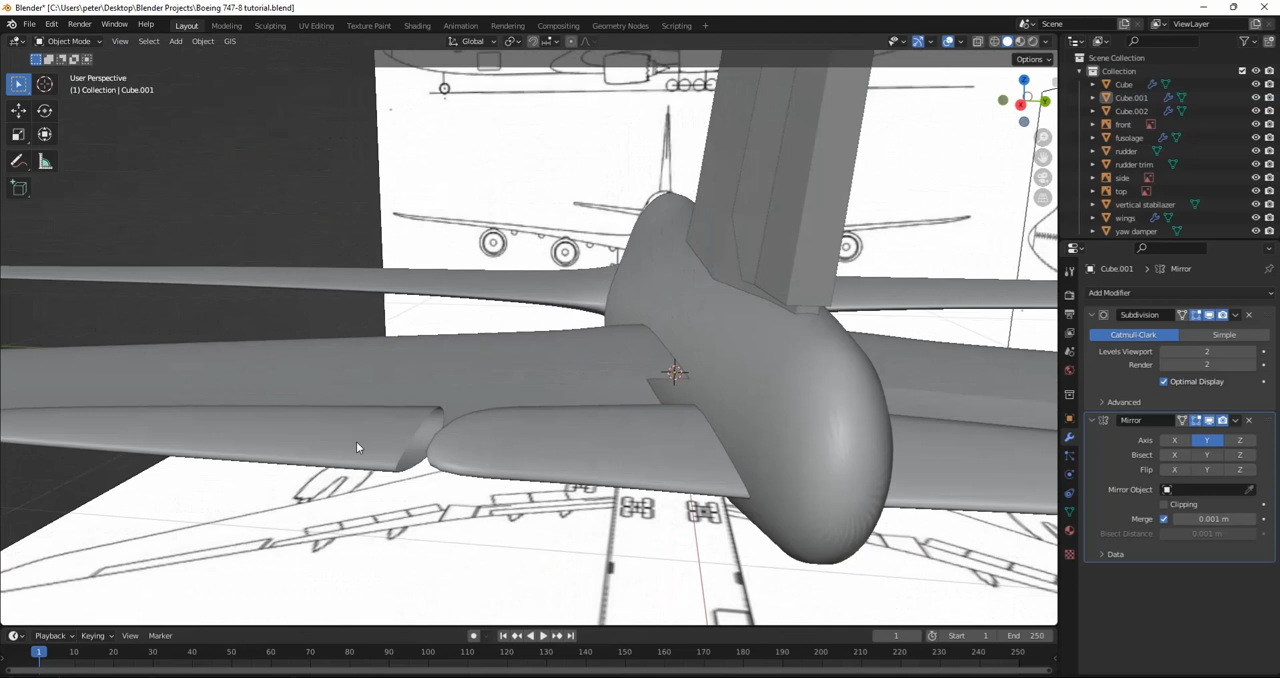 Blender* [C:\Users\peter\Desktop\Blender Projects\Boeing 747-8 tutorial.blend]
File Edit Render Window Help Layout Modeling Sculpting UV Editing Texture Paint Shading Animation Rendering Compositing Geometry Nodes Scripting + Scene ViewLayer
Object Mode View Select Add Object GIS Global
Options
User Perspective
(1) Collection | Cube.001
Z
Y
X
Scene Collection
Collection
Cube
Cube.001
Cube.002
front
fusolage
rudder
rudder trim
side
top
vertical stabilazer
wings
yaw damper
Cube.001 > Mirror
Add Modifier
Subdivision
Catmull-Clark Simple
Levels Viewport 2
Render 2
Optimal Display
Advanced
Mirror
Axis X Y Z
Bisect X Y Z
Flip X Y Z
Mirror Object
Clipping
Merge 0.001 m
Bisect Distance 0.001 m
Data
Playback Keying View Marker 1 Start 1 End 250
1 10 20 30 40 50 60 70 80 90 100 110 120 130 140 150 160 170 180 190 200 210 220 230 240 250